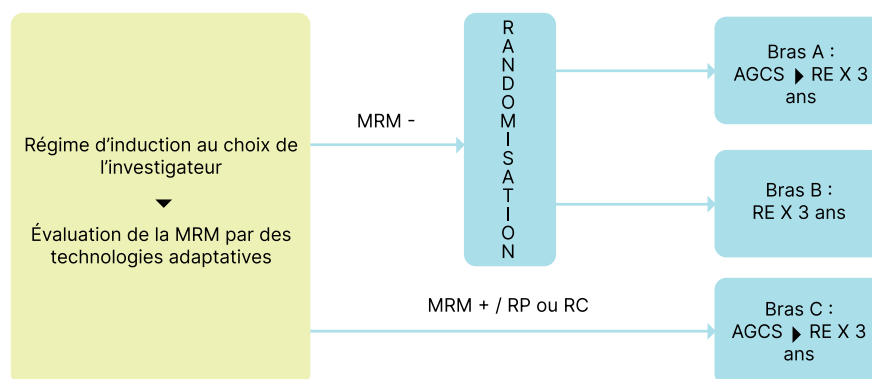 Régime d’induction au choix de
l’investigateur
Évaluation de la MRM par des
technologies adaptatives
MRM -
RANDOMISATION
Bras A :
AGCS ▶ RE X 3
ans
Bras B :
RE X 3 ans
MRM + / RP ou RC
Bras C :
AGCS ▶ RE X 3
ans